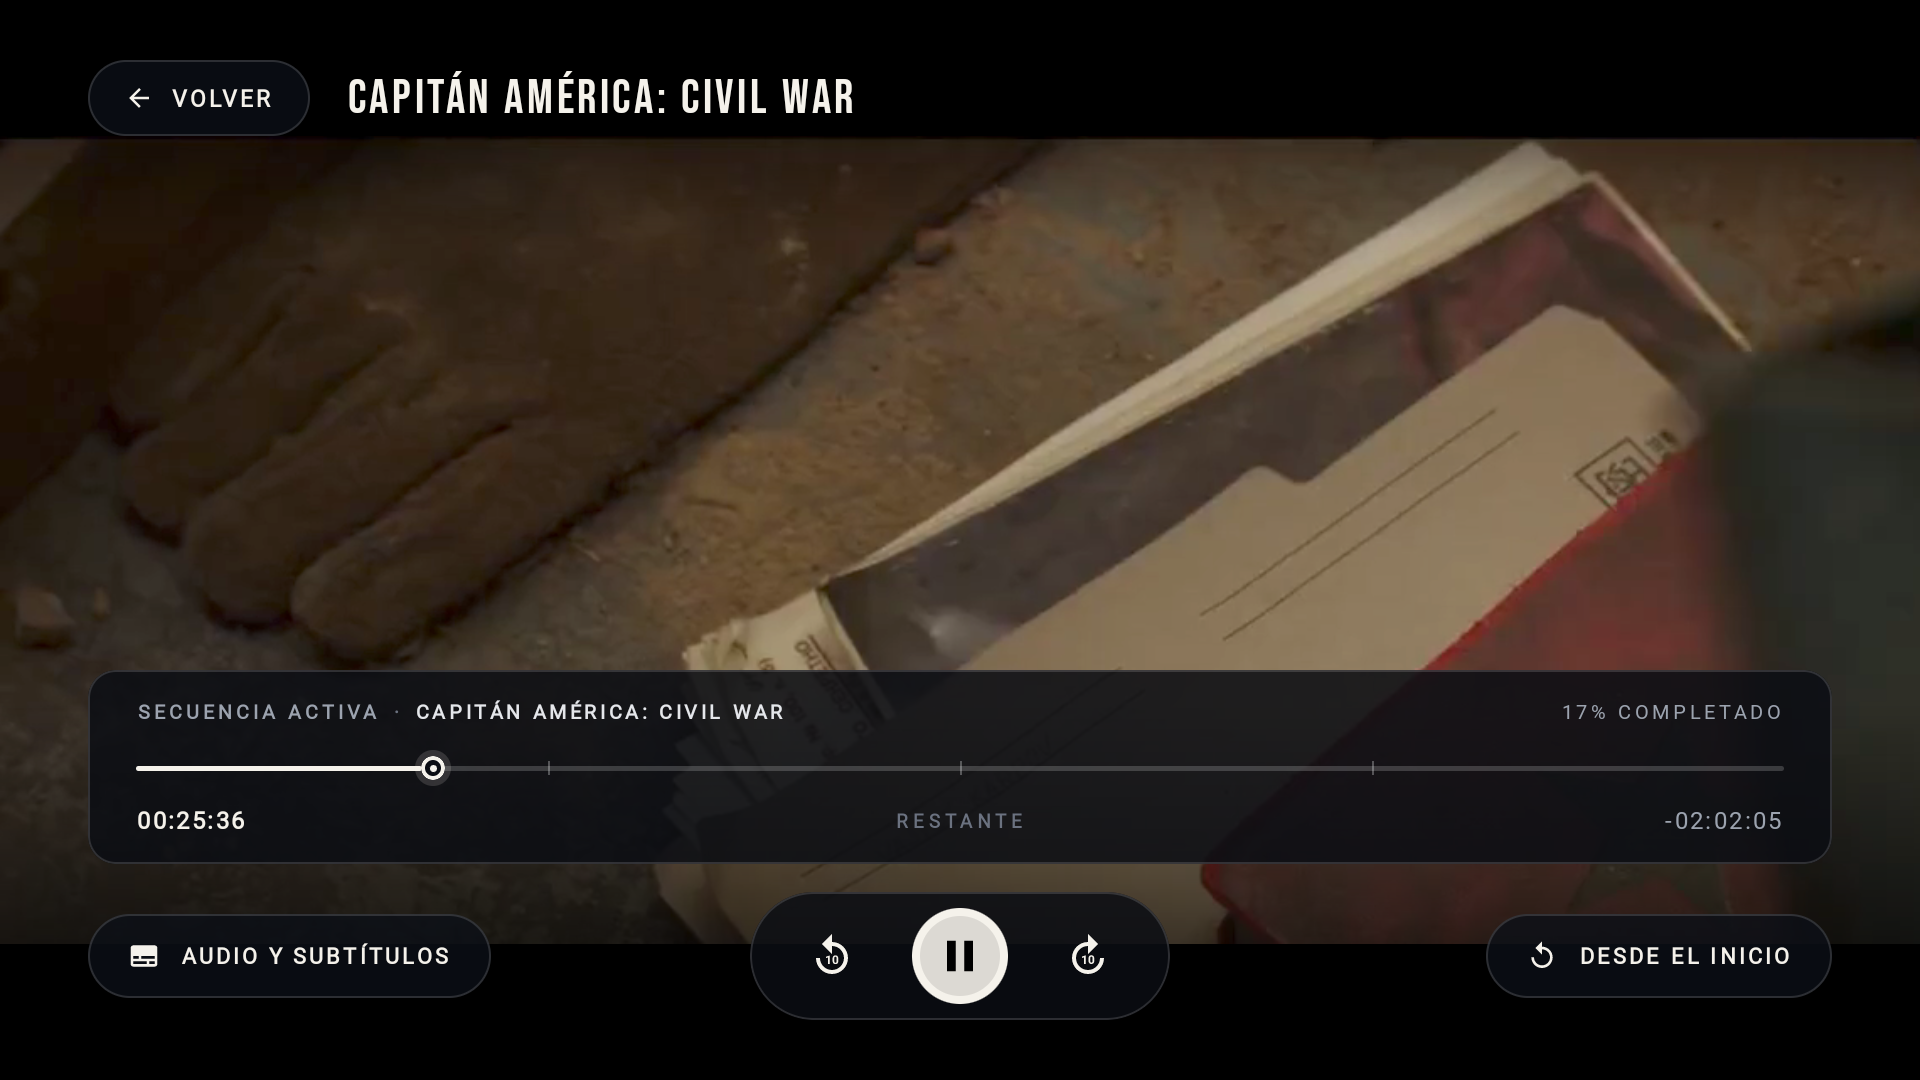 VOLVER
CAPITÁN AMÉRICA: CIVIL WAR
SECUENCIA ACTIVA · CAPITÁN AMÉRICA: CIVIL WAR
17% COMPLETADO
00:25:36
RESTANTE
-02:02:05
AUDIO Y SUBTÍTULOS
10
10
DESDE EL INICIO